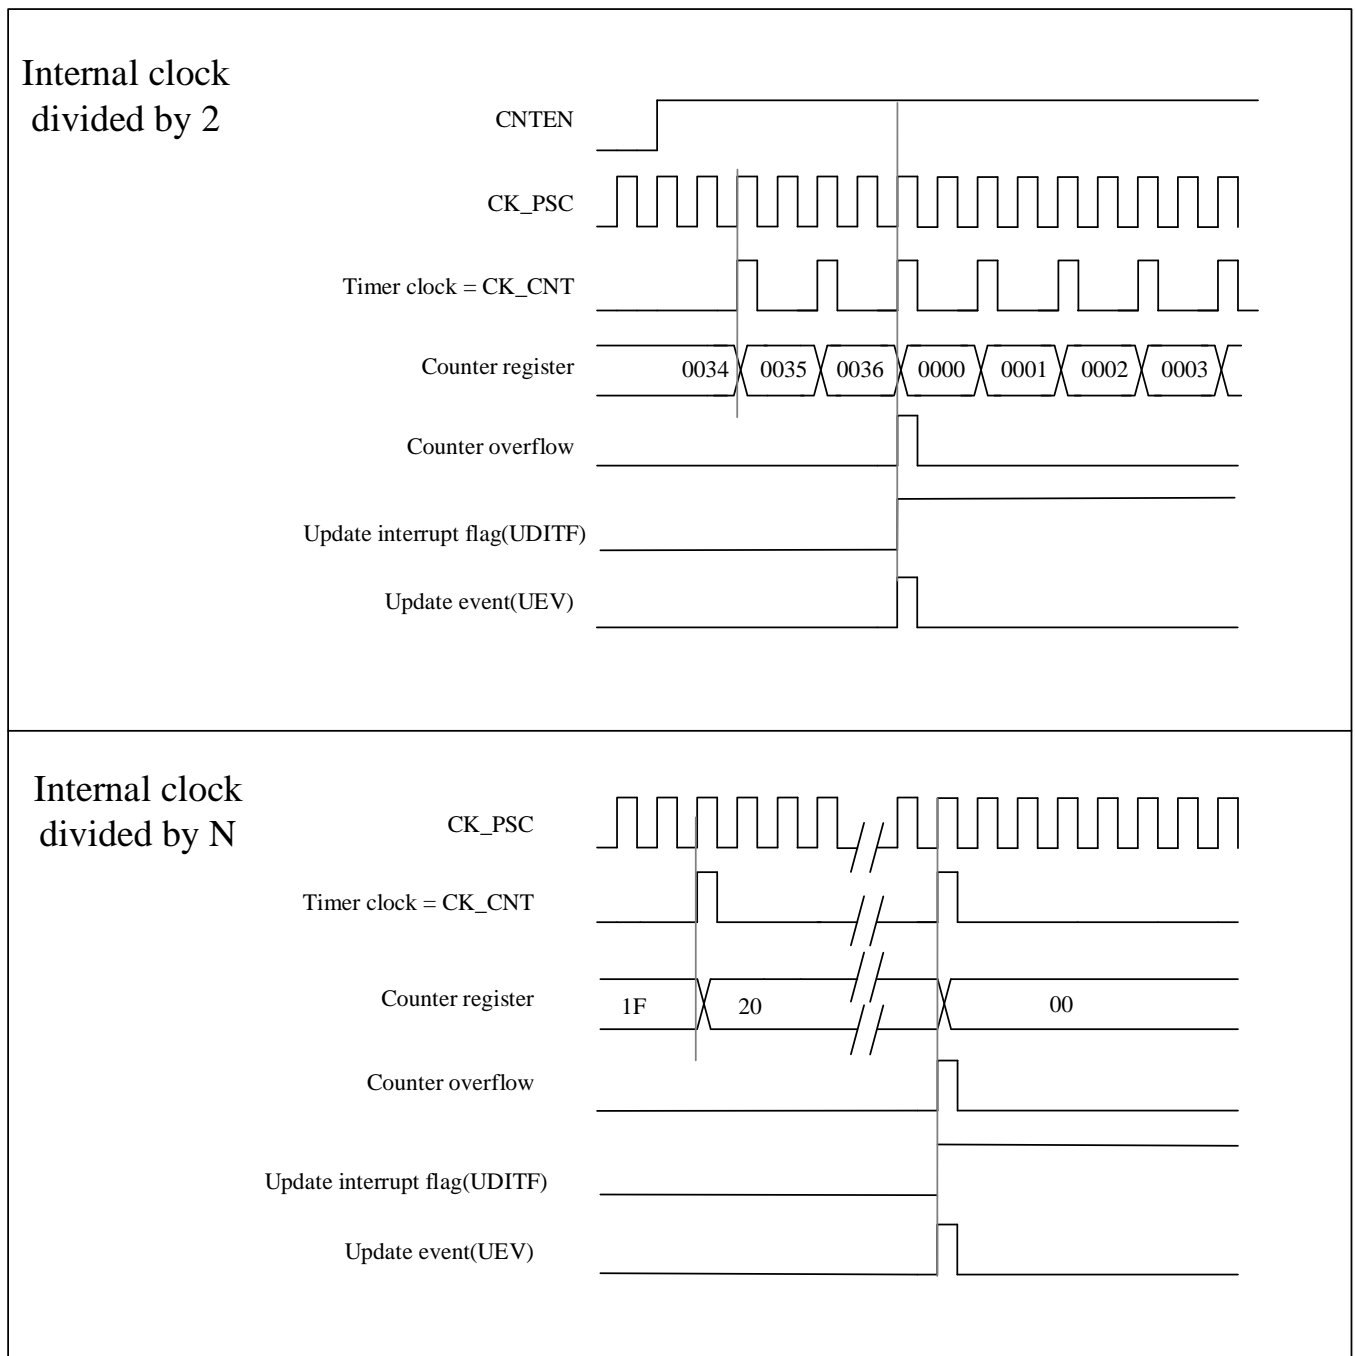 Internal clock
divided by 2
CNTEN
CK_PSC
Timer clock = CK_CNT
Counter register
0034 0035 0036 0000 0001 0002 0003
Counter overflow
Update interrupt flag(UDITF)
Update event(UEV)
Internal clock
divided by N
CK_PSC
Timer clock = CK_CNT
Counter register
1F 20 00
Counter overflow
Update interrupt flag(UDITF)
Update event(UEV)